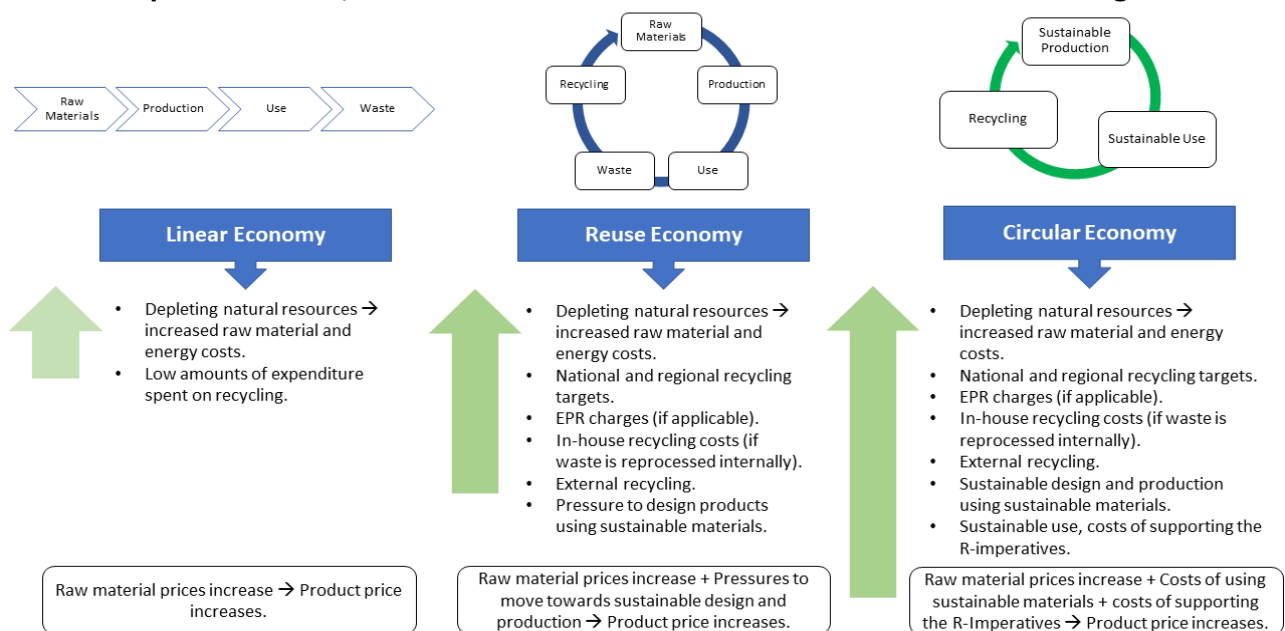 Raw
Materials
Production
Use
Waste
Raw
Materials
Production
Use
Waste
Recycling
Sustainable
Production
Sustainable Use
Recycling
Linear Economy
• Depleting natural resources →
increased raw material and
energy costs.
• Low amounts of expenditure
spent on recycling.
Raw material prices increase → Product price
increases.
Reuse Economy
• Depleting natural resources →
increased raw material and
energy costs.
• National and regional recycling
targets.
• EPR charges (if applicable).
• In-house recycling costs (if
waste is reprocessed internally).
• External recycling.
• Pressure to design products
using sustainable materials.
Raw material prices increase + Pressures to
move towards sustainable design and
production → Product price increases.
Circular Economy
• Depleting natural resources →
increased raw material and energy
costs.
• National and regional recycling targets.
• EPR charges (if applicable).
• In-house recycling costs (if waste is
reprocessed internally).
• External recycling.
• Sustainable design and production
using sustainable materials.
• Sustainable use, costs of supporting the
R-imperatives.
Raw material prices increase + Costs of using
sustainable materials + costs of supporting
the R-Imperatives → Product price increases.